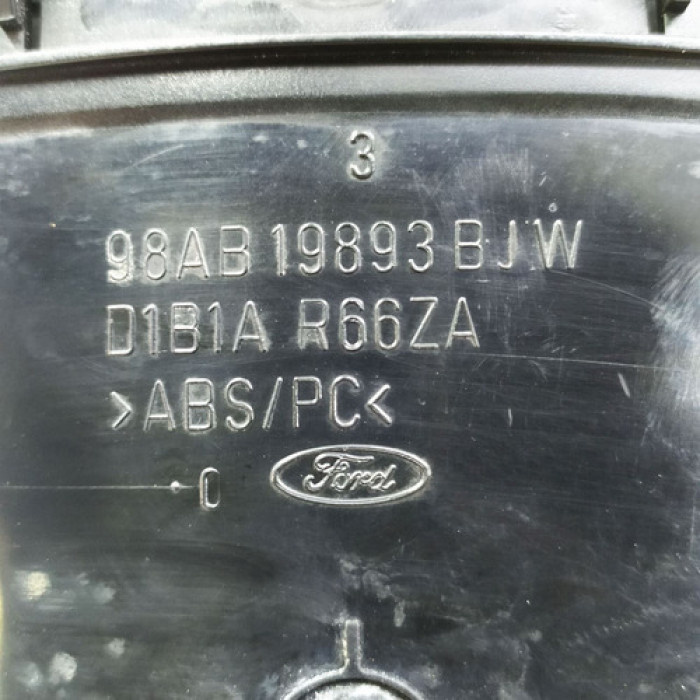 3
98AB 19893 BJW
D1B1A R66ZA
>ABS/PC<
0
Ford